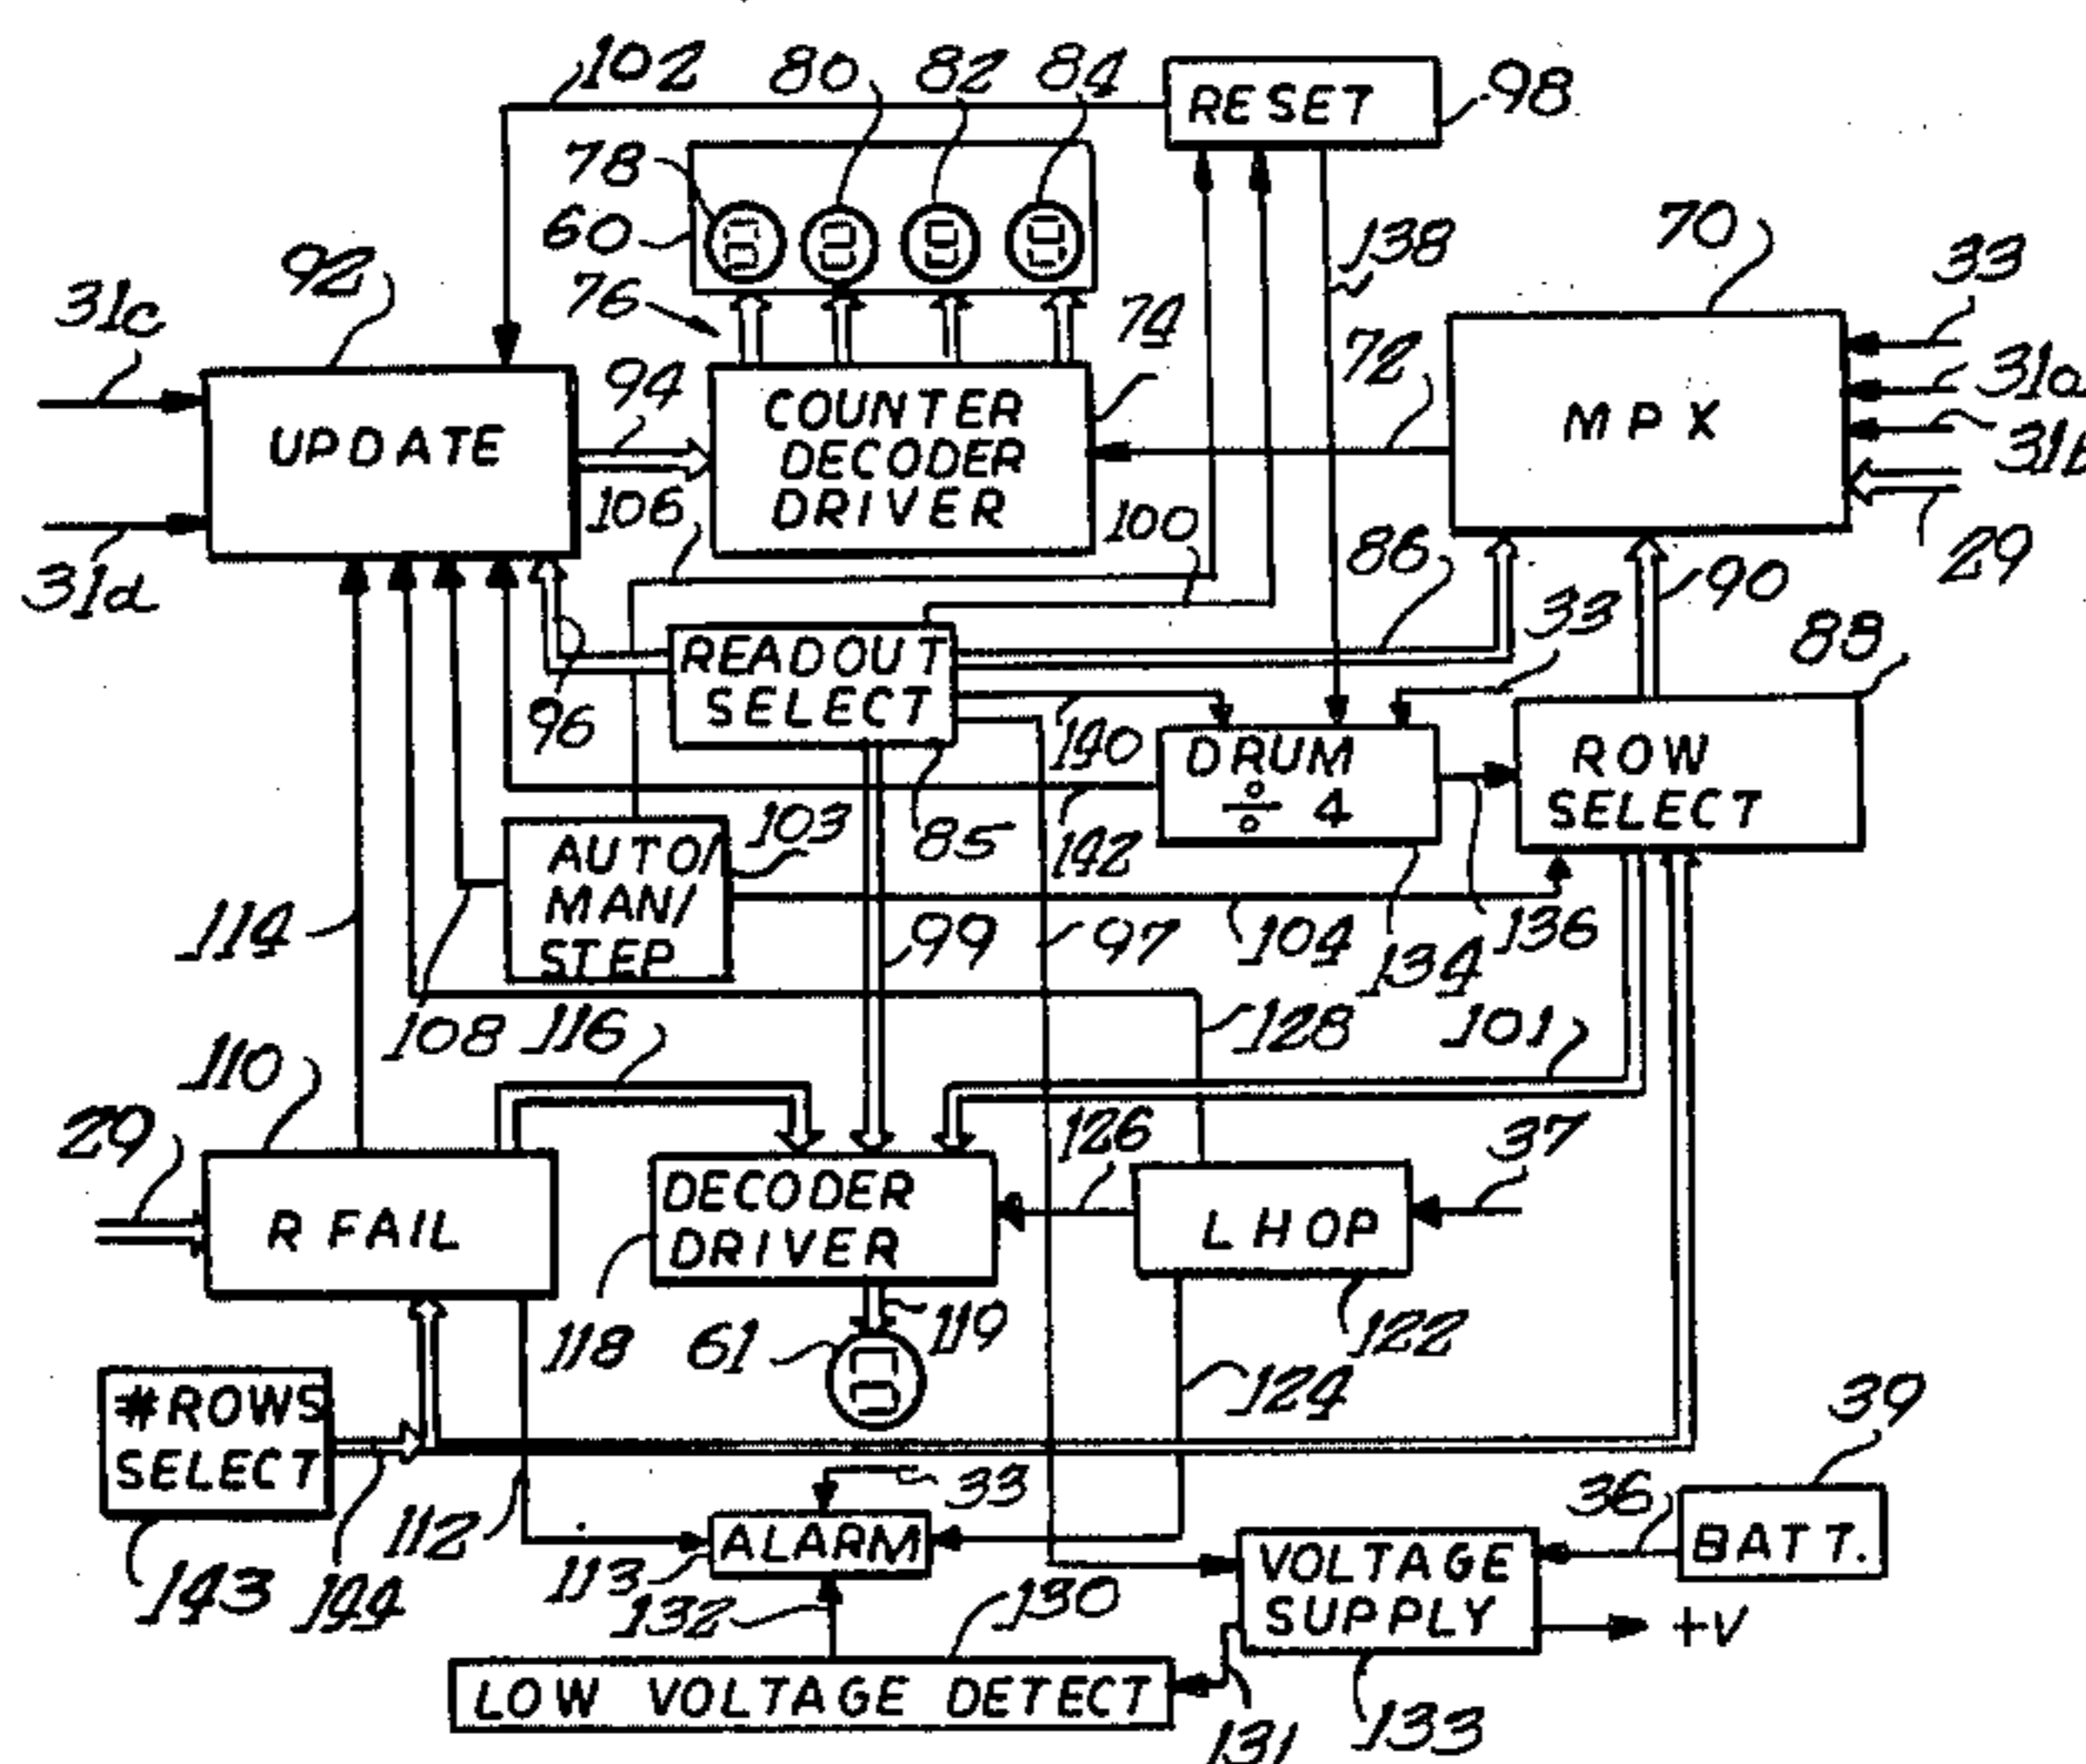 102
80
82
84
RESET
98
78
60
76
138
70
33
92
31c
94
74
72
31a
31b
UPDATE
COUNTER
DECODER
DRIVER
MPX
106
100
86
29
31d
90
33
88
READOUT
SELECT
96
140
DRUM
÷ 4
ROW
SELECT
103
85
142
AUTO/
MAN/
STEP
114
99
97
104
134
136
108
116
128
101
110
29
126
37
R FAIL
DECODER
DRIVER
L HOP
118
61
119
122
124
#ROWS
SELECT
39
33
36
112
ALARM
113
VOLTAGE
SUPPLY
BATT.
143
144
132
130
+V
LOW VOLTAGE DETECT
131
133